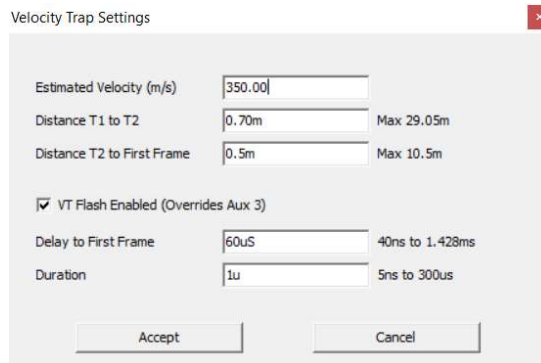 Velocity Trap Settings
Estimated Velocity (m/s) 350.00
Distance T1 to T2 0.70m Max 29.05m
Distance T2 to First Frame 0.5m Max 10.5m
VT Flash Enabled (Overrides Aux 3)
Delay to First Frame 60uS 40ns to 1.428ms
Duration 1u 5ns to 300us
Accept Cancel